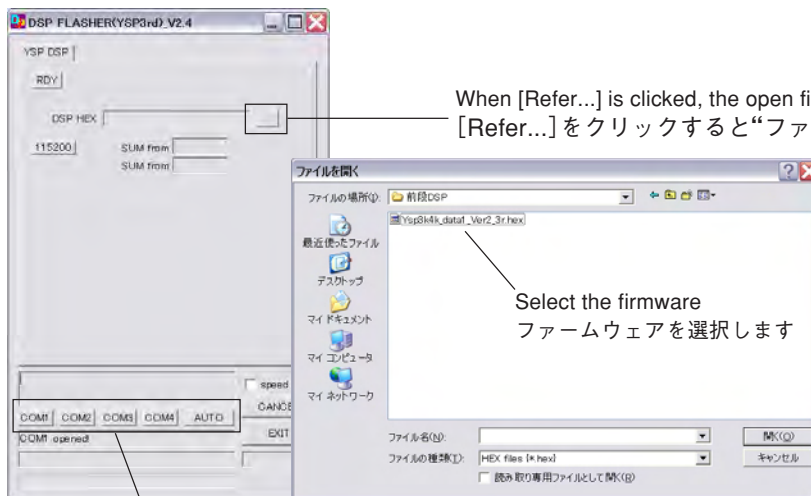 DSP FLASHER(YSP3rd)_V2.4
YSP DSP
RDY
DSP HEX
115200
SUM from
SUM from
When [Refer...] is clicked, the open fi
[Refer...]をクリックすると“ファ
ファイルを開く
ファイルの場所(I):
前段DSP
Ysp3k4k_data1_Ver2_3r.hex
最近使ったファイル
デスクトップ
マイ ドキュメント
マイ コンピュータ
マイ ネットワーク
Select the firmware
ファームウェアを選択します
speed
CANCE
COM1 COM2 COM3 COM4 AUTO
EXIT
COM1 opened!
ファイル名(N):
開く(O)
ファイルの種類(T):
HEX files (*.hex)
キャンセル
読み取り専用ファイルとして開く(R)